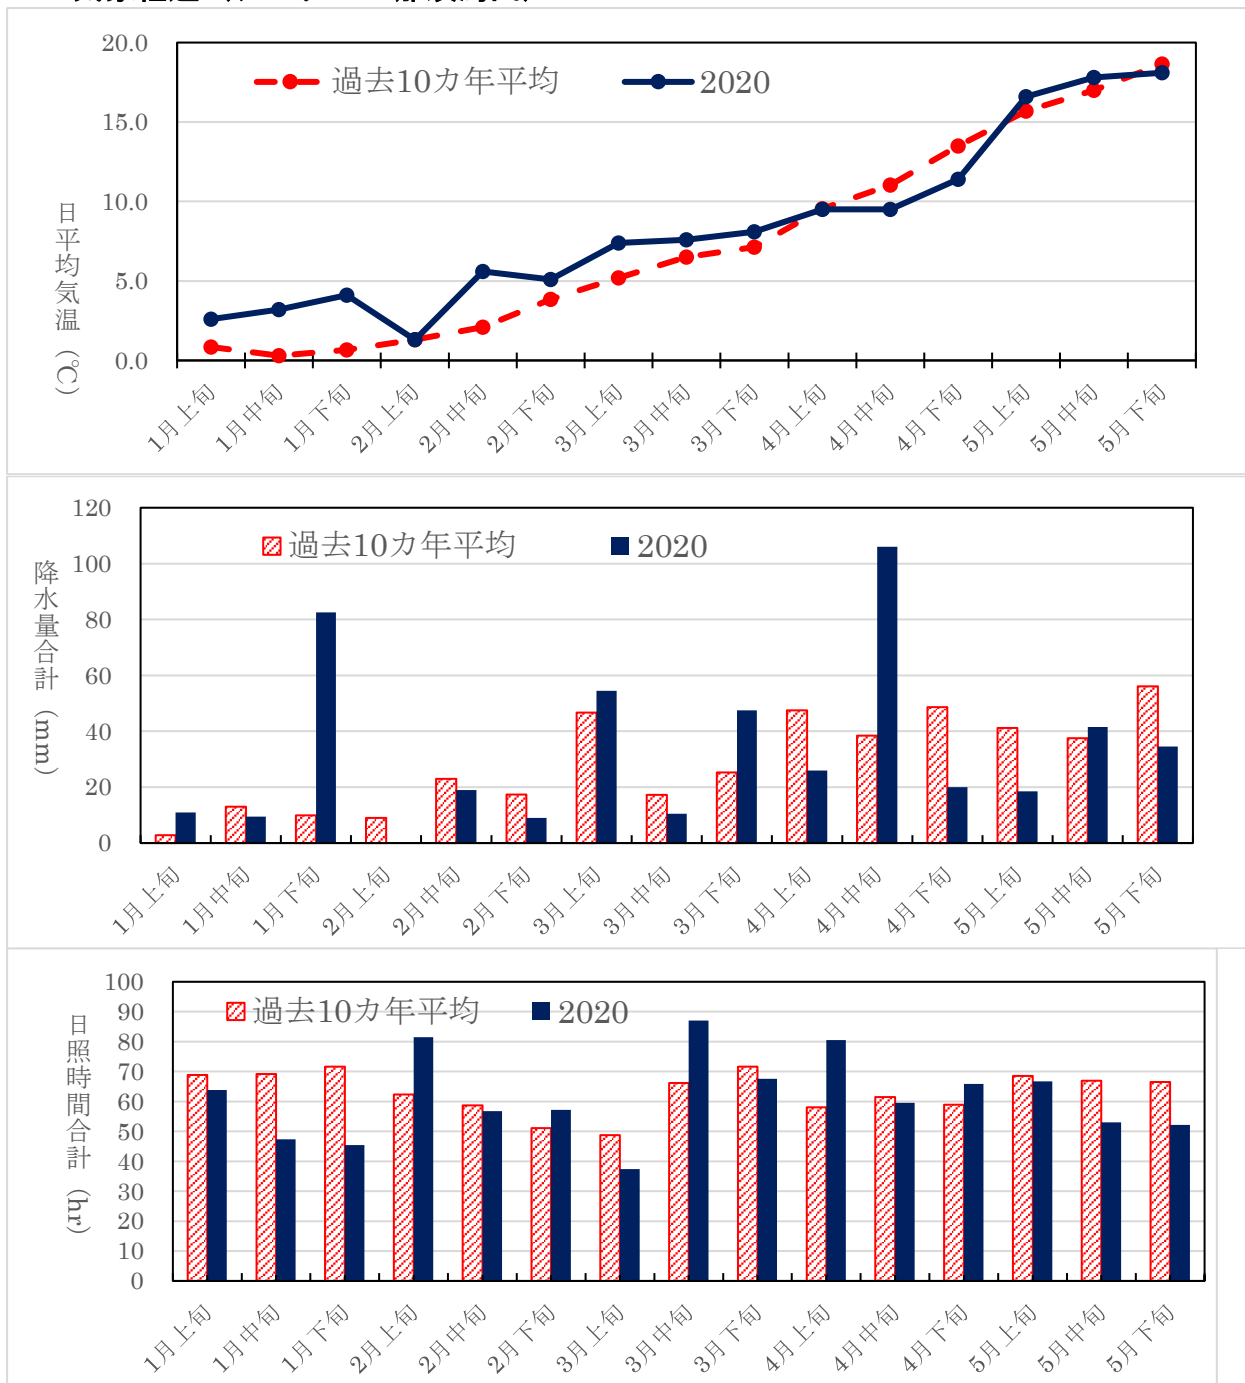 過去10カ年平均 2020
日平均気温（℃）
20.0
15.0
10.0
5.0
0.0
1月上旬 1月中旬 1月下旬 2月上旬 2月中旬 2月下旬 3月上旬 3月中旬 3月下旬 4月上旬 4月中旬 4月下旬 5月上旬 5月中旬 5月下旬
過去10カ年平均 2020
降水量合計（mm）
120
100
80
60
40
20
0
1月上旬 1月中旬 1月下旬 2月上旬 2月中旬 2月下旬 3月上旬 3月中旬 3月下旬 4月上旬 4月中旬 4月下旬 5月上旬 5月中旬 5月下旬
過去10カ年平均 2020
日照時間合計（hr）
100
90
80
70
60
50
40
30
20
10
0
1月上旬 1月中旬 1月下旬 2月上旬 2月中旬 2月下旬 3月上旬 3月中旬 3月下旬 4月上旬 4月中旬 4月下旬 5月上旬 5月中旬 5月下旬